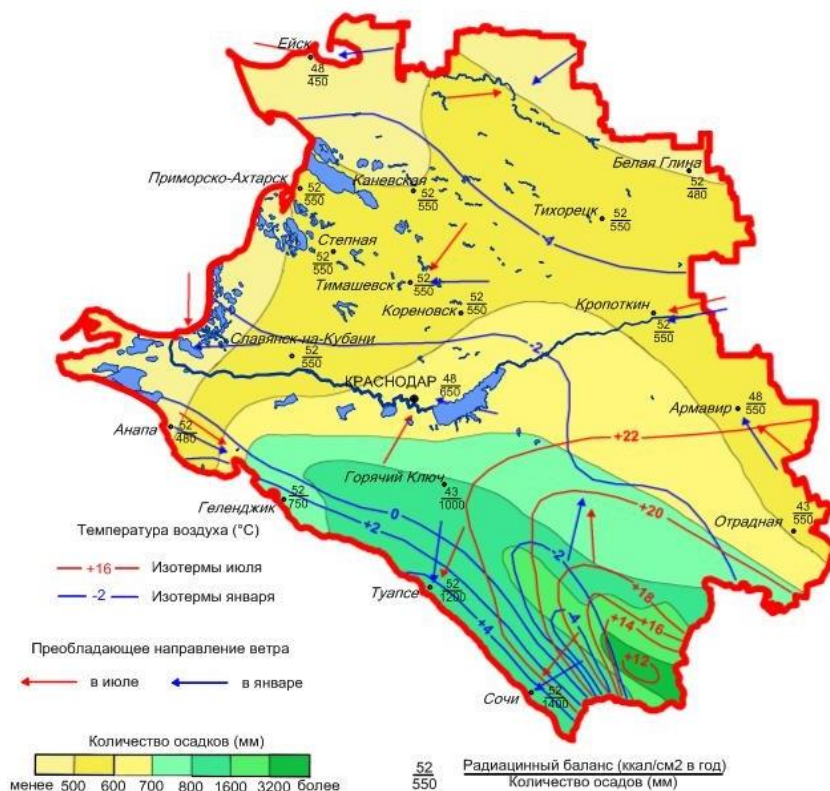 Ейск
48
450
Белая Глина
52
480
Приморско-Ахтарск
52
550
Каневская
52
550
Тихорецк
52
550
-4
Степная
52
550
Тимашевск
52
550
Кореновск
52
550
Кропоткин
52
550
Славянск-на-Кубани
52
550
-2
КРАСНОДАР
48
650
Армавир
48
550
Анапа
52
480
+22
Горячий Ключ
43
1000
Геленджик
52
750
0
+2
+20
Отрадная
43
550
Температура воздуха (°С)
+16 Изотермы июля
-2 Изотермы января
-2
Туапсе
52
1200
+18
+16
+14
+4
-4
+12
Преобладающее направление ветра
в июле
в январе
Сочи
52
1400
Количество осадков (мм)
менее 500 600 700 800 1600 3200 более
52
550
Радиацинный баланс (ккал/см2 в год)
Количество осадов (мм)